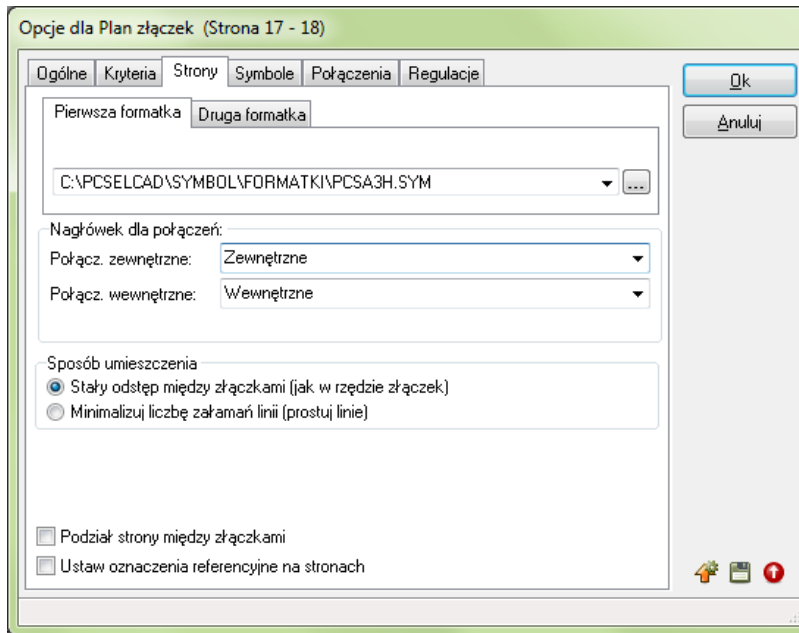 Opcje dla Plan złączek (Strona 17 - 18)
Ogólne Kryteria Strony Symbole Połączenia Regulacje
Ok
Anuluj
Pierwsza formatka Druga formatka
C:\PCSELCAD\SYMBOL\FORMATKI\PCSA3H.SYM ...
Nagłówek dla połączeń:
Połącz. zewnętrzne: Zewnętrzne
Połącz. wewnętrzne: Wewnętrzne
Sposób umieszczenia
Stały odstęp między złączkami (jak w rzędzie złączek)
Minimalizuj liczbę załamań linii (prostuj linie)
Podział strony między złączkami
Ustaw oznaczenia referencyjne na stronach